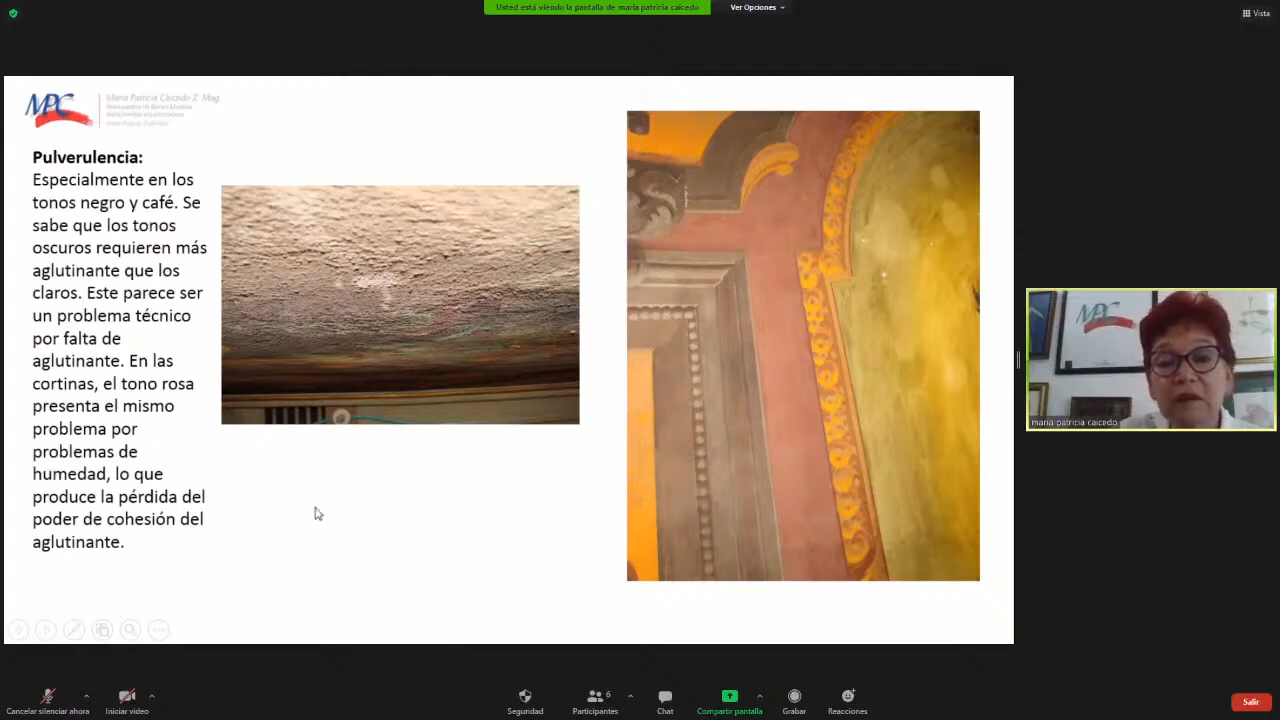 Usted está viendo la pantalla de maria patricia caicedo
Ver Opciones
Vista
MPC
Maria Patricia Caicedo Z. Mag.
Pulverulencia:
Especialmente en los
tonos negro y café. Se
sabe que los tonos
oscuros requieren más
aglutinante que los
claros. Este parece ser
un problema técnico
por falta de
aglutinante. En las
cortinas, el tono rosa
presenta el mismo
problema por
problemas de
humedad, lo que
produce la pérdida del
poder de cohesión del
aglutinante.
MPC
maria patricia caicedo
Cancelar silenciar ahora
Iniciar video
Seguridad
6
Participantes
Chat
Compartir pantalla
Grabar
Reacciones
Salir